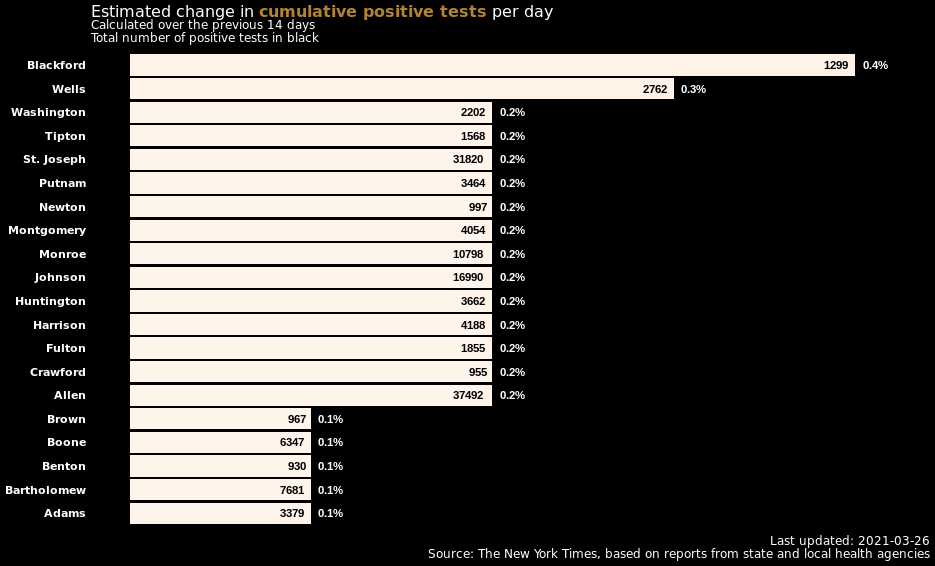 Estimated change in cumulative positive tests per day
Calculated over the previous 14 days
Total number of positive tests in black
Blackford 1299 0.4%
Wells 2762 0.3%
Washington 2202 0.2%
Tipton 1568 0.2%
St. Joseph 31820 0.2%
Putnam 3464 0.2%
Newton 997 0.2%
Montgomery 4054 0.2%
Monroe 10798 0.2%
Johnson 16990 0.2%
Huntington 3662 0.2%
Harrison 4188 0.2%
Fulton 1855 0.2%
Crawford 955 0.2%
Allen 37492 0.2%
Brown 967 0.1%
Boone 6347 0.1%
Benton 930 0.1%
Bartholomew 7681 0.1%
Adams 3379 0.1%
Last updated: 2021-03-26
Source: The New York Times, based on reports from state and local health agencies